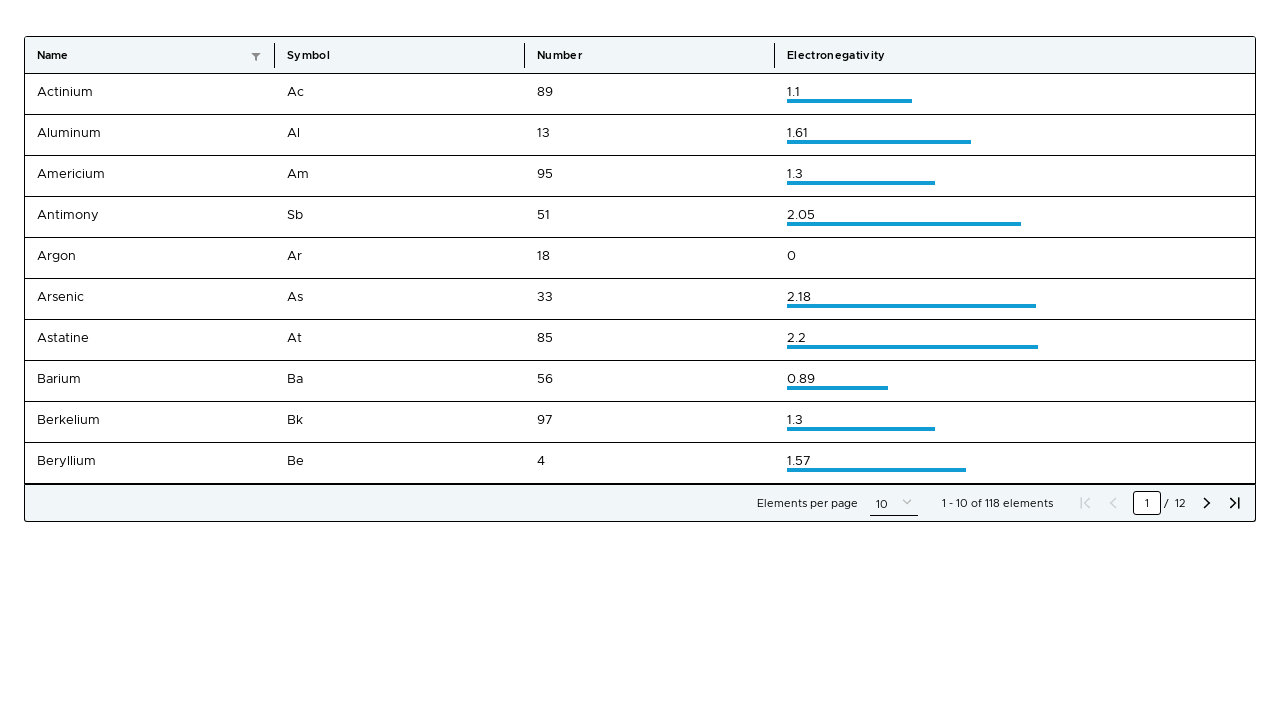 Name Symbol Number Electronegativity
Actinium Ac 89 1.1
Aluminum Al 13 1.61
Americium Am 95 1.3
Antimony Sb 51 2.05
Argon Ar 18 0
Arsenic As 33 2.18
Astatine At 85 2.2
Barium Ba 56 0.89
Berkelium Bk 97 1.3
Beryllium Be 4 1.57
Elements per page 10 1 - 10 of 118 elements 1 / 12